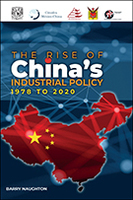 THE RISE OF
China's
INDUSTRIAL POLICY
1978 TO 2020
BARRY NAUGHTON